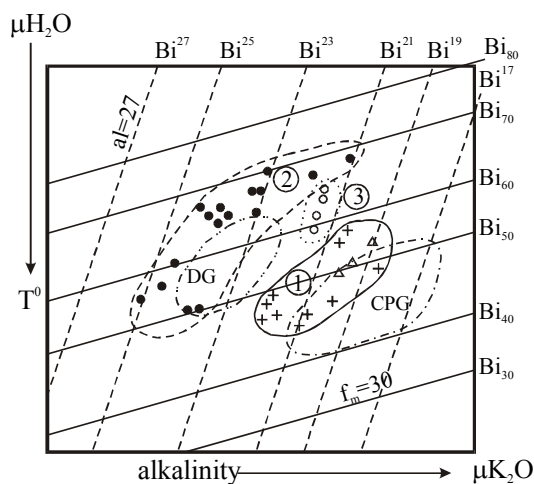 μH₂O
Bi²⁷ Bi²⁵ Bi²³ Bi²¹ Bi¹⁹
Bi₈₀
Bi¹⁷
Bi₇₀
al=27
②
③
Bi₆₀
Bi₅₀
DG
T⁰
①
CPG
Bi₄₀
Bi₃₀
fₘ=30
alkalinity
μK₂O